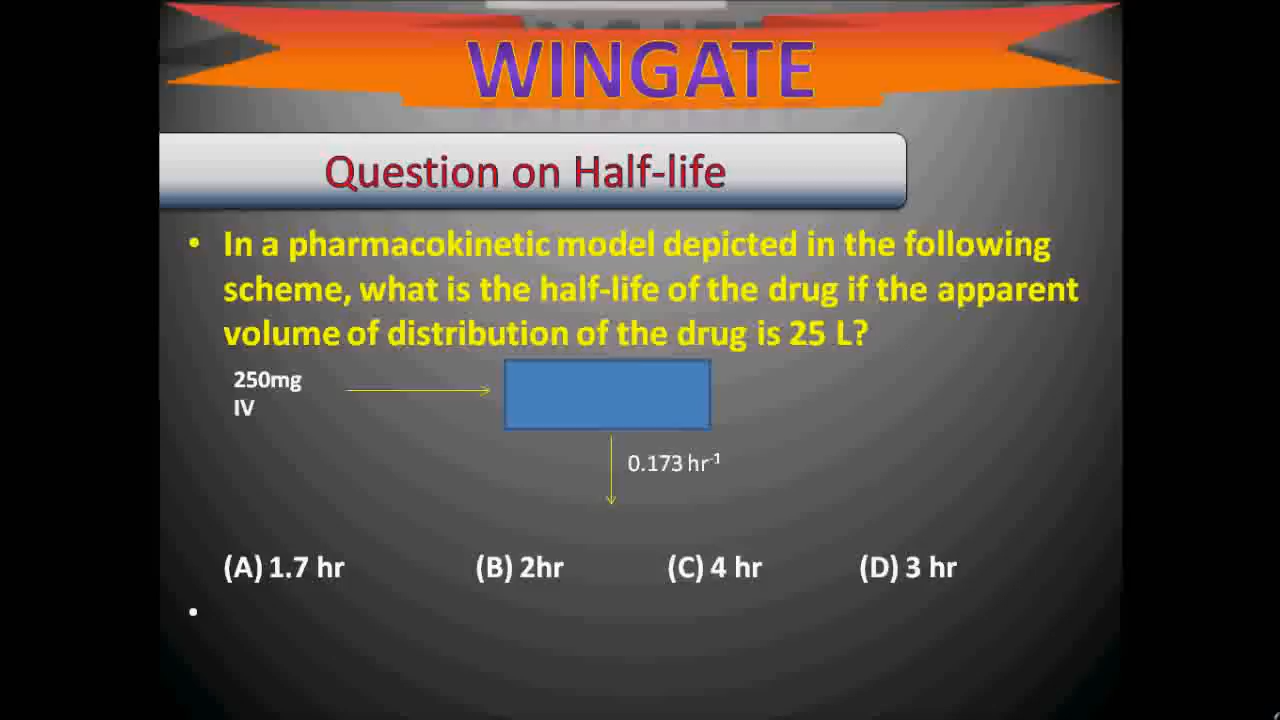 WINGATE
Question on Half-life
• In a pharmacokinetic model depicted in the following
scheme, what is the half-life of the drug if the apparent
volume of distribution of the drug is 25 L?
250mg
IV
0.173 hr⁻¹
(A) 1.7 hr (B) 2hr (C) 4 hr (D) 3 hr
•